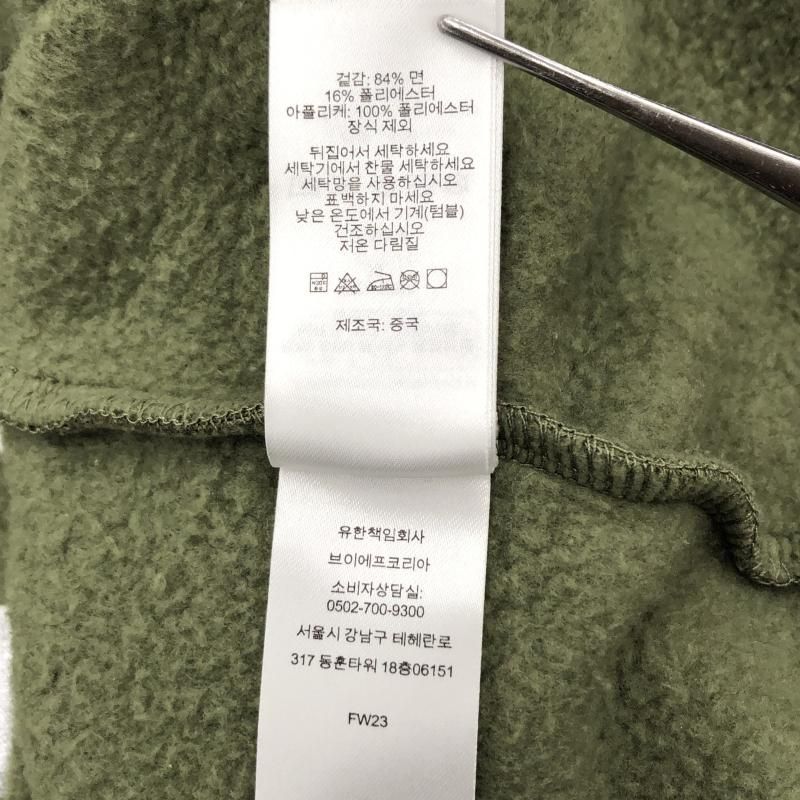 겉감: 84% 면
16% 폴리에스터
아플리케: 100% 폴리에스터
장식 제외
뒤집어서 세탁하세요
세탁기에서 찬물 세탁하세요
세탁망을 사용하십시오
표백하지 마세요
낮은 온도에서 기계(텀블)
건조하십시오
저온 다림질
제조국: 중국
유한책임회사
브이에프코리아
소비자상담실:
0502-700-9300
서울시 강남구 테헤란로
317 동훈타워 18층06151
FW23